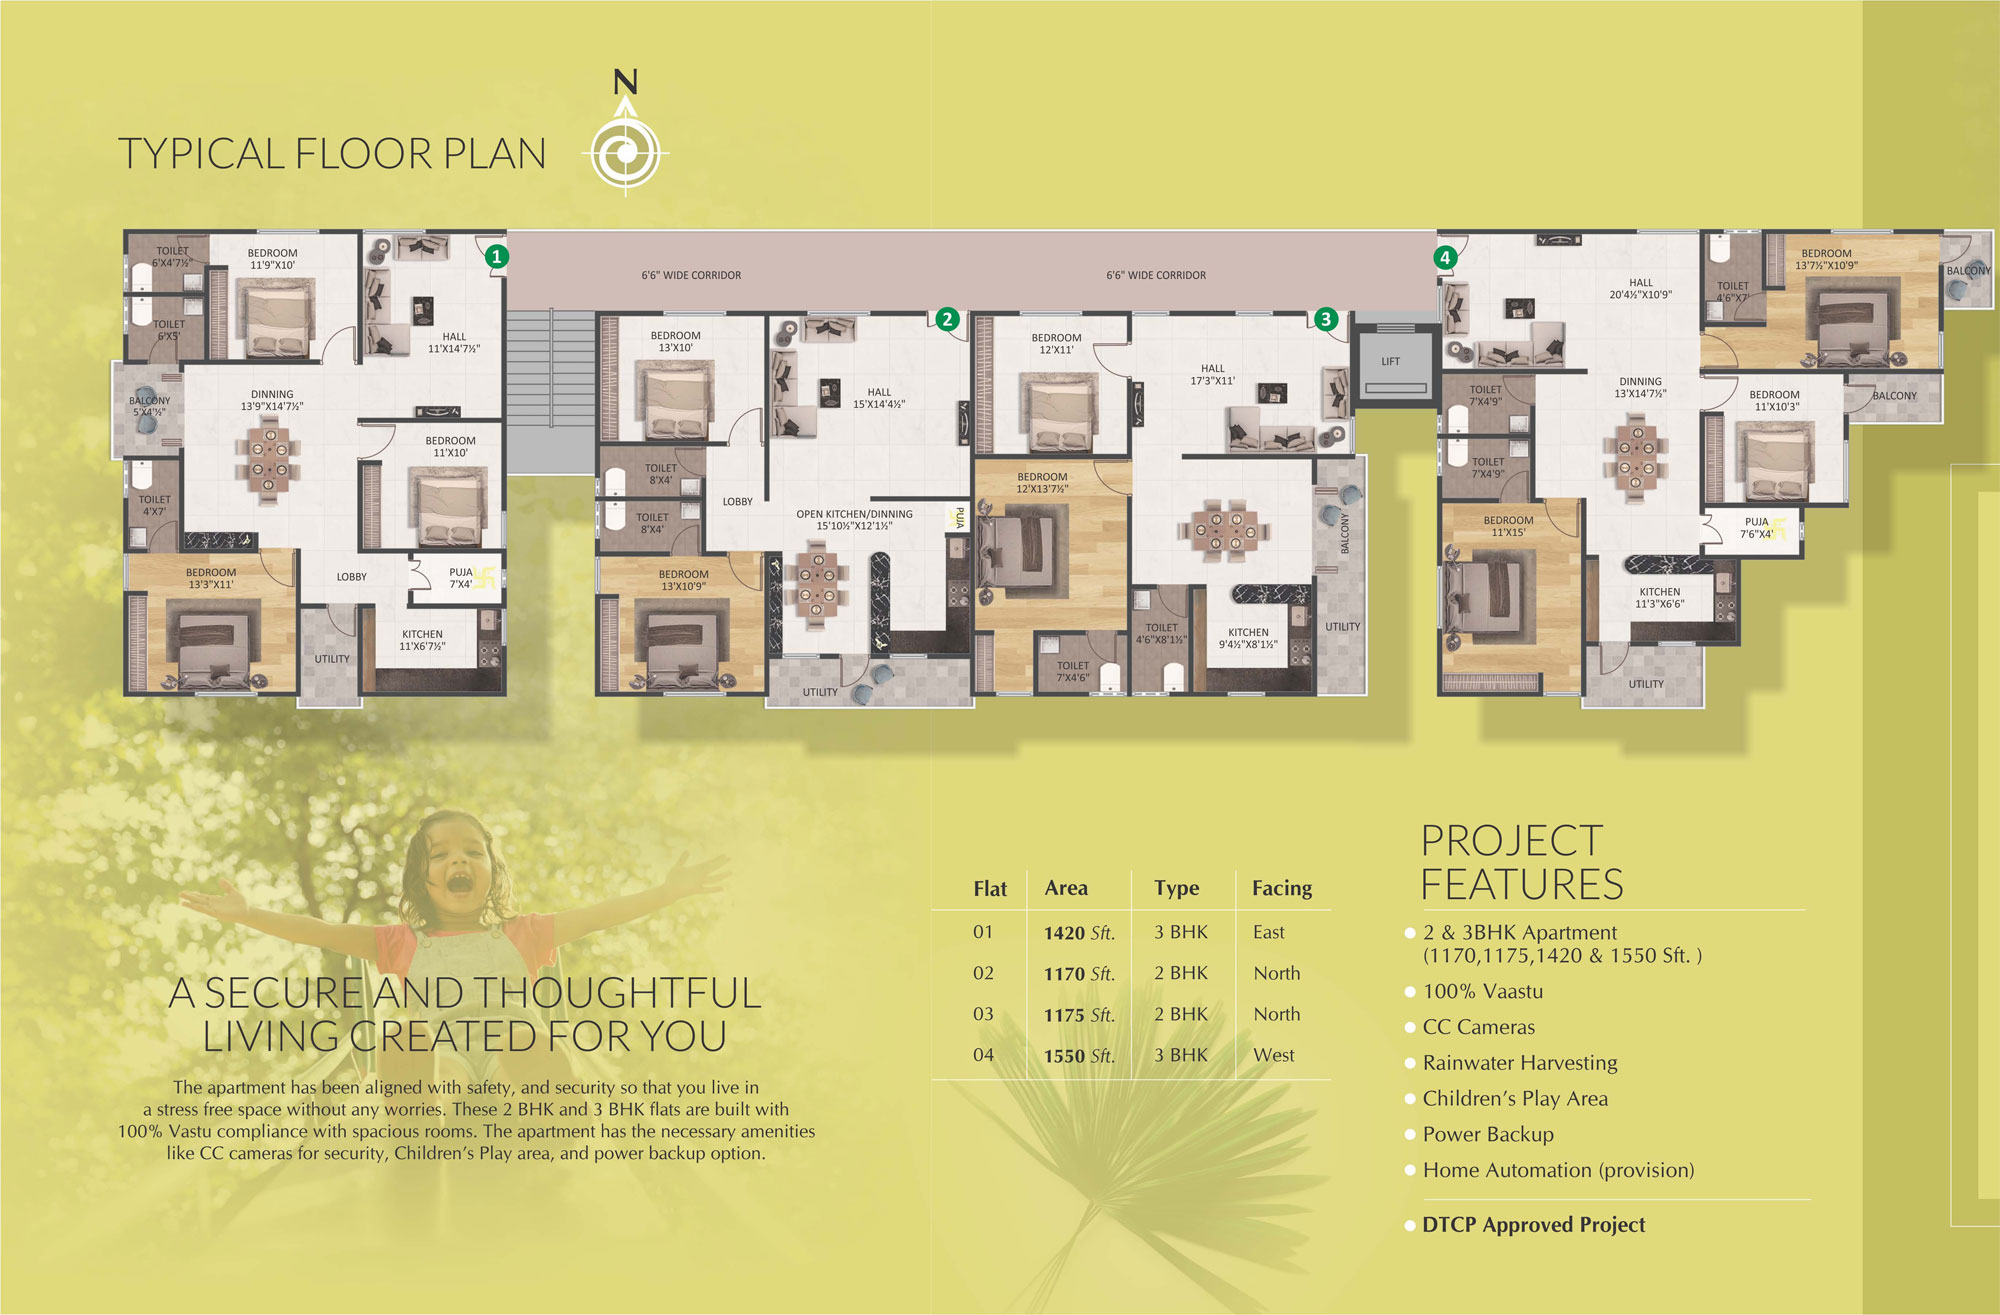 N
TYPICAL FLOOR PLAN
1
TOILET
6'X4'7½"
BEDROOM
11'9"X10'
TOILET
6'X5'
HALL
11'X14'7½"
BALCONY
5'X4'½"
DINNING
13'9"X14'7½"
BEDROOM
11'X10'
TOILET
4'X7'
BEDROOM
13'3"X11'
LOBBY
PUJA
7'X4'
UTILITY
KITCHEN
11'X6'7½"
6'6" WIDE CORRIDOR
6'6" WIDE CORRIDOR
2
BEDROOM
13'X10'
HALL
15'X14'4½"
TOILET
8'X4'
LOBBY
TOILET
8'X4'
OPEN KITCHEN/DINNING
15'10½"X12'1½"
PUJA
BEDROOM
13'X10'9"
UTILITY
3
BEDROOM
12'X11'
HALL
17'3"X11'
LIFT
BEDROOM
12'X13'7½"
BALCONY
TOILET
7'X4'6"
TOILET
4'6"X8'1½"
KITCHEN
9'4½"X8'1½"
UTILITY
4
HALL
20'4½"X10'9"
TOILET
4'6"X7'
BEDROOM
13'7½"X10'9"
BALCONY
TOILET
7'X4'9"
DINNING
13'X14'7½"
BEDROOM
11'X10'3"
BALCONY
TOILET
7'X4'9"
BEDROOM
11'X15'
PUJA
7'6"X4'
KITCHEN
11'3"X6'6"
UTILITY
A SECURE AND THOUGHTFUL
LIVING CREATED FOR YOU
The apartment has been aligned with safety, and security so that you live in
a stress free space without any worries. These 2 BHK and 3 BHK flats are built with
100% Vastu compliance with spacious rooms. The apartment has the necessary amenities
like CC cameras for security, Children's Play area, and power backup option.
Flat Area Type Facing
01 1420 Sft. 3 BHK East
02 1170 Sft. 2 BHK North
03 1175 Sft. 2 BHK North
04 1550 Sft. 3 BHK West
PROJECT
FEATURES
2 & 3BHK Apartment
(1170,1175,1420 & 1550 Sft. )
100% Vaastu
CC Cameras
Rainwater Harvesting
Children's Play Area
Power Backup
Home Automation (provision)
DTCP Approved Project